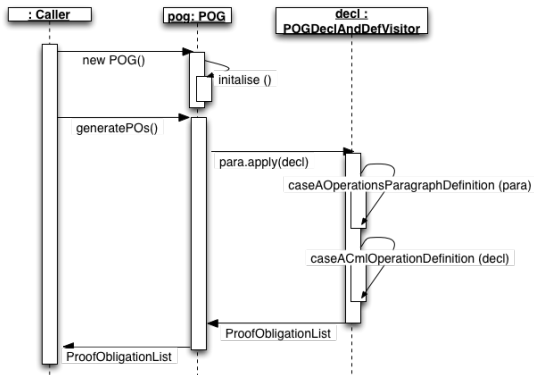 : Caller
pog: POG
decl :
POGDeclAndDefVisitor
new POG()
initalise ()
generatePOs()
para.apply(decl)
caseAOperationsParagraphDefinition (para)
caseACmlOperationDefinition (decl)
ProofObligationList
ProofObligationList